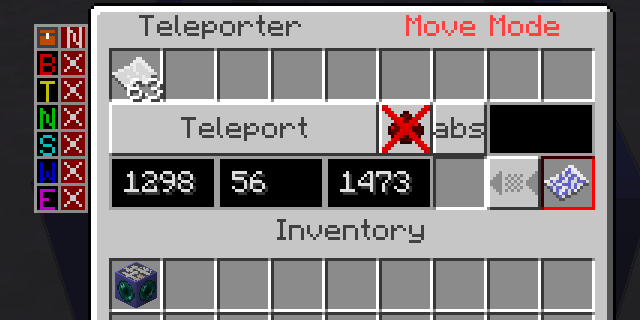 Teleporter Move Mode
T N
B X
T X
N X
S X
W X
E X
63
Teleport abs
1298 56 1473
Inventory